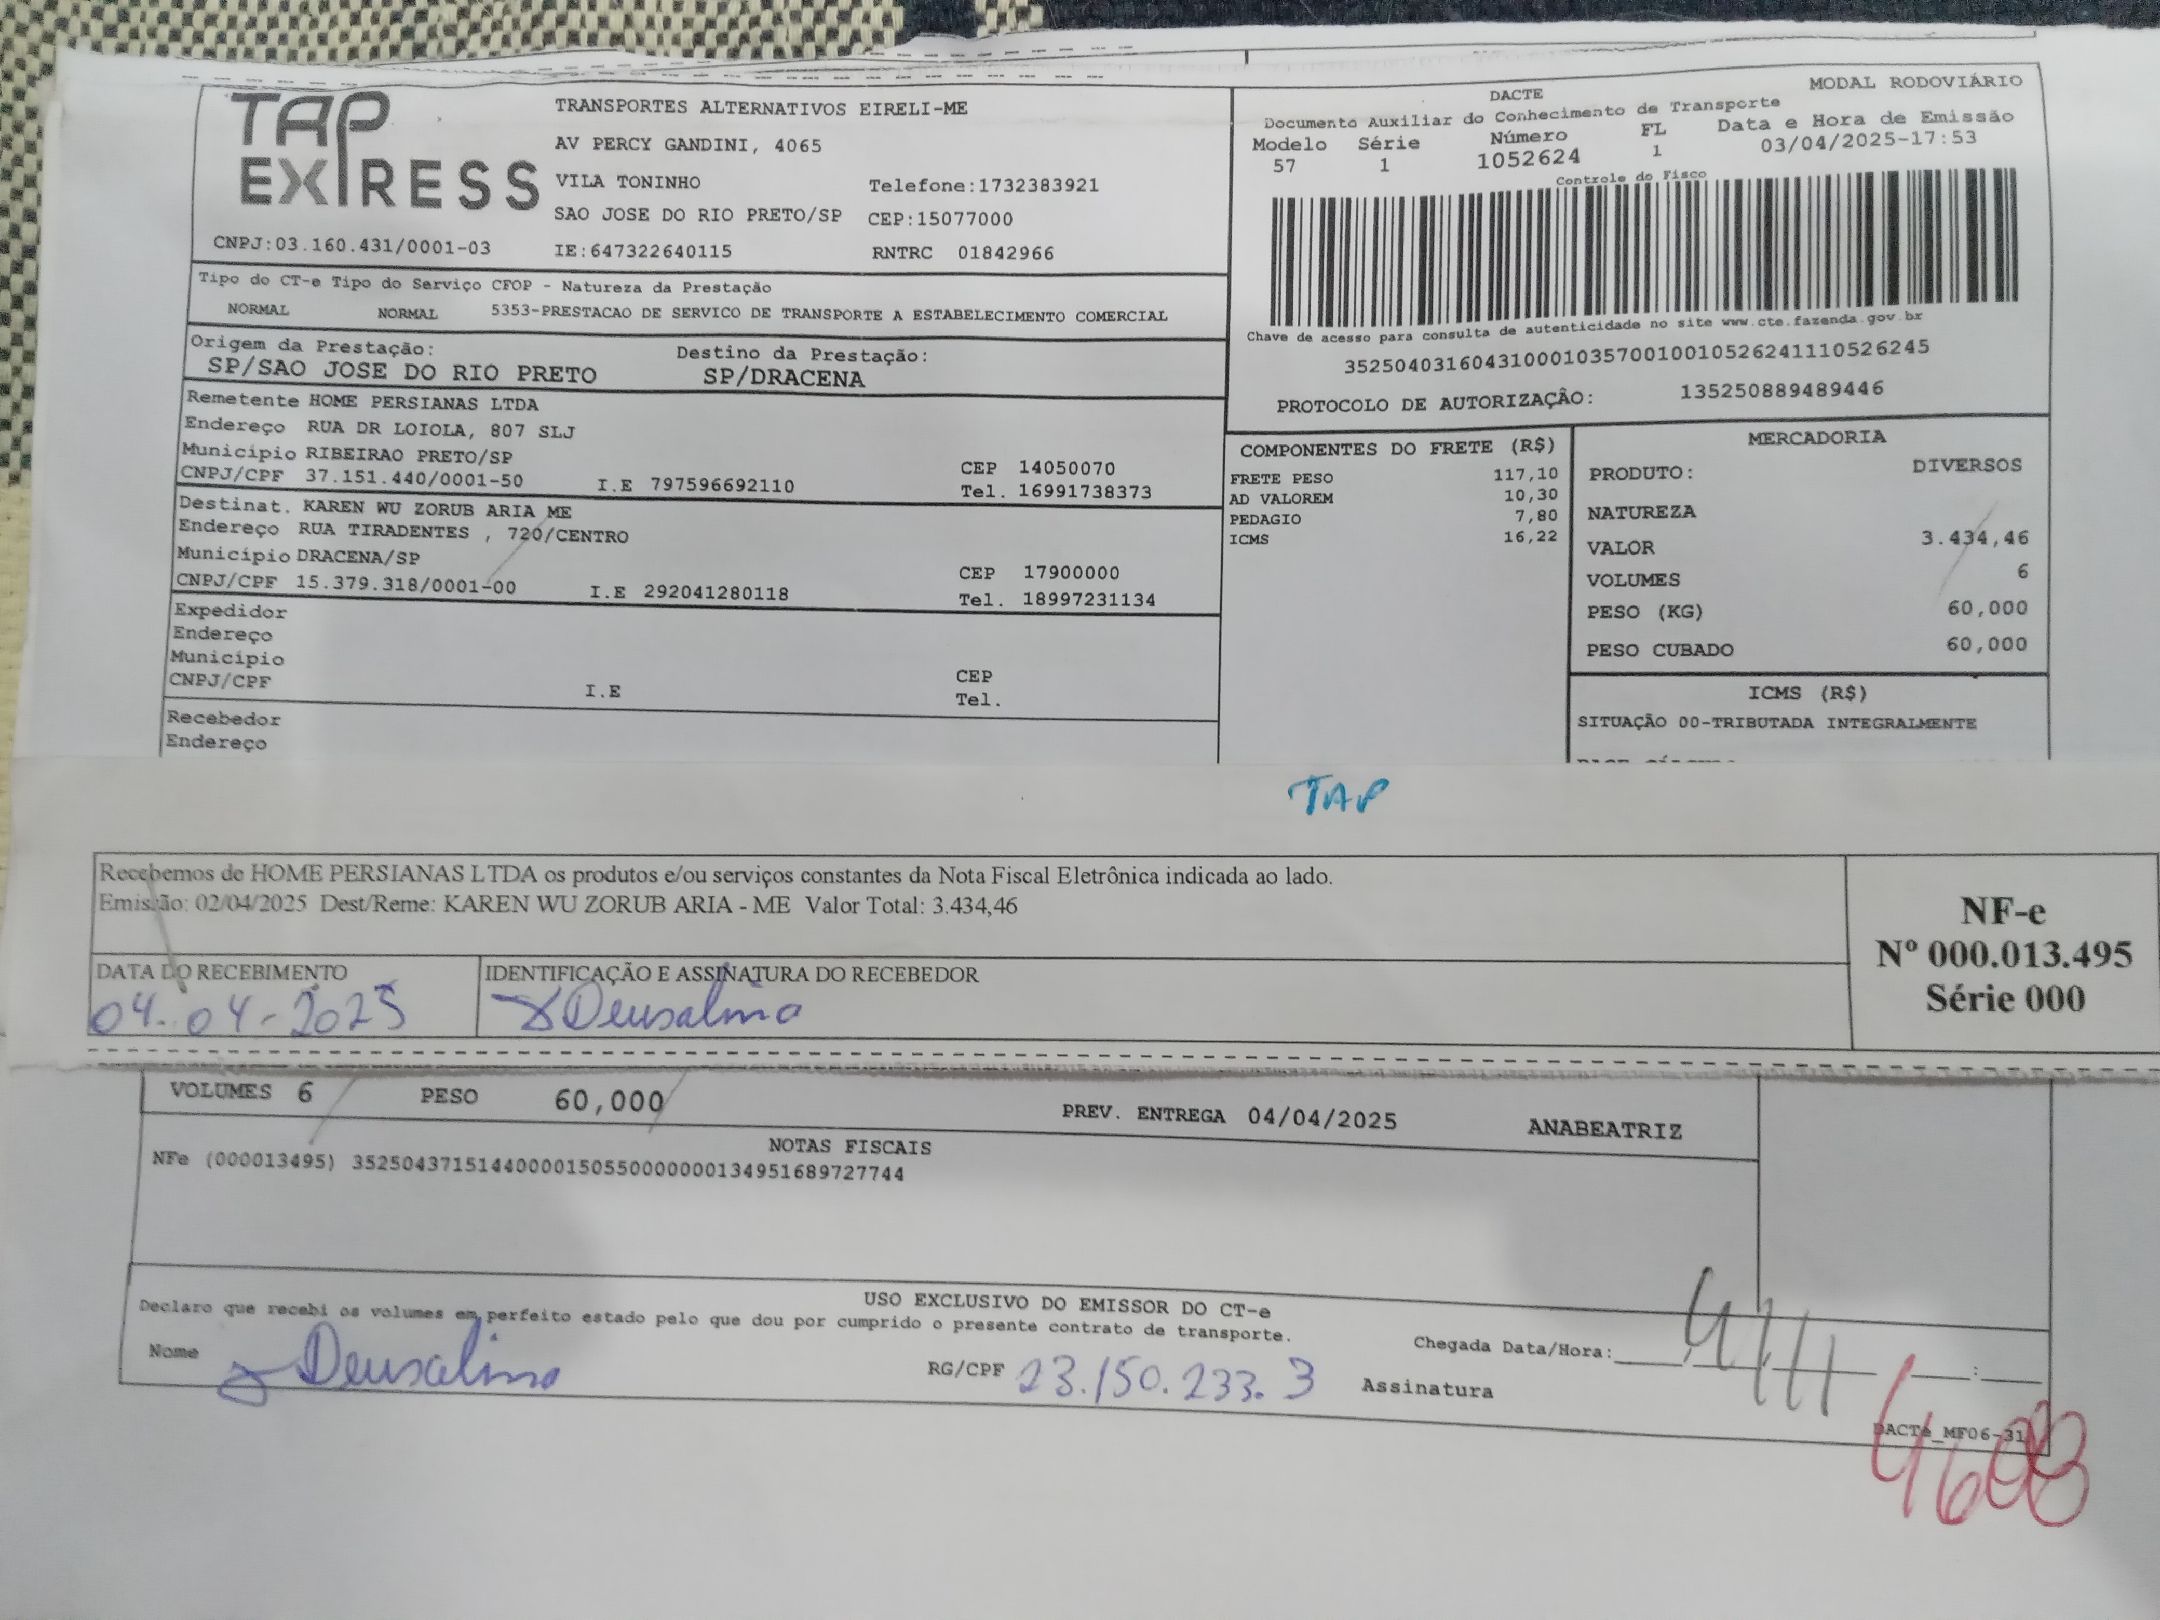 TAP EXPRESS
TRANSPORTES ALTERNATIVOS EIRELI-ME
AV PERCY GANDINI, 4065
VILA TONINHO Telefone:1732383921
SAO JOSE DO RIO PRETO/SP CEP:15077000
CNPJ:03.160.431/0001-03 IE:647322640115 RNTRC 01842966
MODAL RODOVIÁRIO
DACTE
Documento Auxiliar do Conhecimento de Transporte
Modelo Série Número FL Data e Hora de Emissão
57 1 1052624 1 03/04/2025-17:53
Controle do Fisco
Chave de acesso para consulta de autenticidade no site www.cte.fazenda.gov.br
35250403160431000103570010010526241110526245
PROTOCOLO DE AUTORIZAÇÃO: 135250889489446
Tipo do CT-e Tipo do Serviço CFOP - Natureza da Prestação
NORMAL NORMAL 5353-PRESTACAO DE SERVICO DE TRANSPORTE A ESTABELECIMENTO COMERCIAL
Origem da Prestação: Destino da Prestação:
SP/SAO JOSE DO RIO PRETO SP/DRACENA
Remetente HOME PERSIANAS LTDA
Endereço RUA DR LOIOLA, 807 SLJ
Município RIBEIRAO PRETO/SP CEP 14050070
CNPJ/CPF 37.151.440/0001-50 I.E 797596692110 Tel. 16991738373
Destinat. KAREN WU ZORUB ARIA ME
Endereço RUA TIRADENTES , 720/CENTRO
Município DRACENA/SP CEP 17900000
CNPJ/CPF 15.379.318/0001-00 I.E 292041280118 Tel. 18997231134
Expedidor
Endereço
Município CEP
CNPJ/CPF I.E Tel.
Recebedor
Endereço
COMPONENTES DO FRETE (R$)
FRETE PESO 117,10
AD VALOREM 10,30
PEDAGIO 7,80
ICMS 16,22
MERCADORIA
PRODUTO: DIVERSOS
NATUREZA
VALOR 3.434,46
VOLUMES 6
PESO (KG) 60,000
PESO CUBADO 60,000
ICMS (R$)
SITUAÇÃO 00-TRIBUTADA INTEGRALMENTE
TAP
Recebemos de HOME PERSIANAS LTDA os produtos e/ou serviços constantes da Nota Fiscal Eletrônica indicada ao lado.
Emissão: 02/04/2025 Dest/Reme: KAREN WU ZORUB ARIA - ME Valor Total: 3.434,46
DATA DO RECEBIMENTO IDENTIFICAÇÃO E ASSINATURA DO RECEBEDOR
04-04-2025 Deusalina
NF-e
Nº 000.013.495
Série 000
VOLUMES 6 PESO 60,000 PREV. ENTREGA 04/04/2025 ANABEATRIZ
NOTAS FISCAIS
NFe (000013495) 35250437151440000150550000000134951689727744
USO EXCLUSIVO DO EMISSOR DO CT-e
Declaro que recebi os volumes em perfeito estado pelo que dou por cumprido o presente contrato de transporte.
Nome Deusalina RG/CPF 23.150.233.3 Chegada Data/Hora:
Assinatura
DACTe_MF06-31